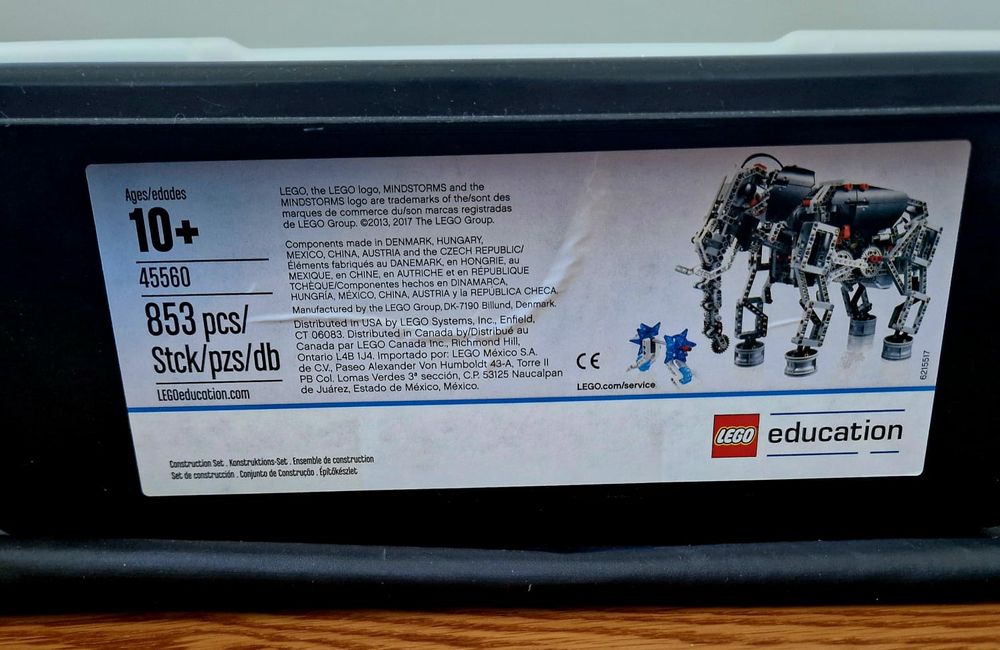 Ages/edades
10+
45560
853 pcs/
Stck/pzs/db
LEGOeducation.com
LEGO, the LEGO logo, MINDSTORMS and the
MINDSTORMS logo are trademarks of the/sont des
marques de commerce du/son marcas registradas
de LEGO Group. ©2013, 2017 The LEGO Group.
Components made in DENMARK, HUNGARY,
MEXICO, CHINA, AUSTRIA and the CZECH REPUBLIC/
Éléments fabriqués au DANEMARK, en HONGRIE, au
MEXIQUE, en CHINE, en AUTRICHE et en RÉPUBLIQUE
TCHÈQUE/Componentes hechos en DINAMARCA,
HUNGRÍA, MÉXICO, CHINA, AUSTRIA y la REPÚBLICA CHECA.
Manufactured by the LEGO Group, DK-7190 Billund, Denmark.
Distributed in USA by LEGO Systems, Inc., Enfield,
CT 06083. Distributed in Canada by/Distribué au
Canada par LEGO Canada Inc., Richmond Hill,
Ontario L4B 1J4. Importado por: LEGO México S.A.
de C.V., Paseo Alexander Von Humboldt 43-A, Torre II
PB Col. Lomas Verdes 3ª sección, C.P. 53125 Naucalpan
de Juárez, Estado de México, México.
CE
LEGO.com/service
6215517
LEGO education
Construction Set . Konstruktions-Set . Ensemble de construction
Set de construcción . Conjunto de Construção . Építőkészlet